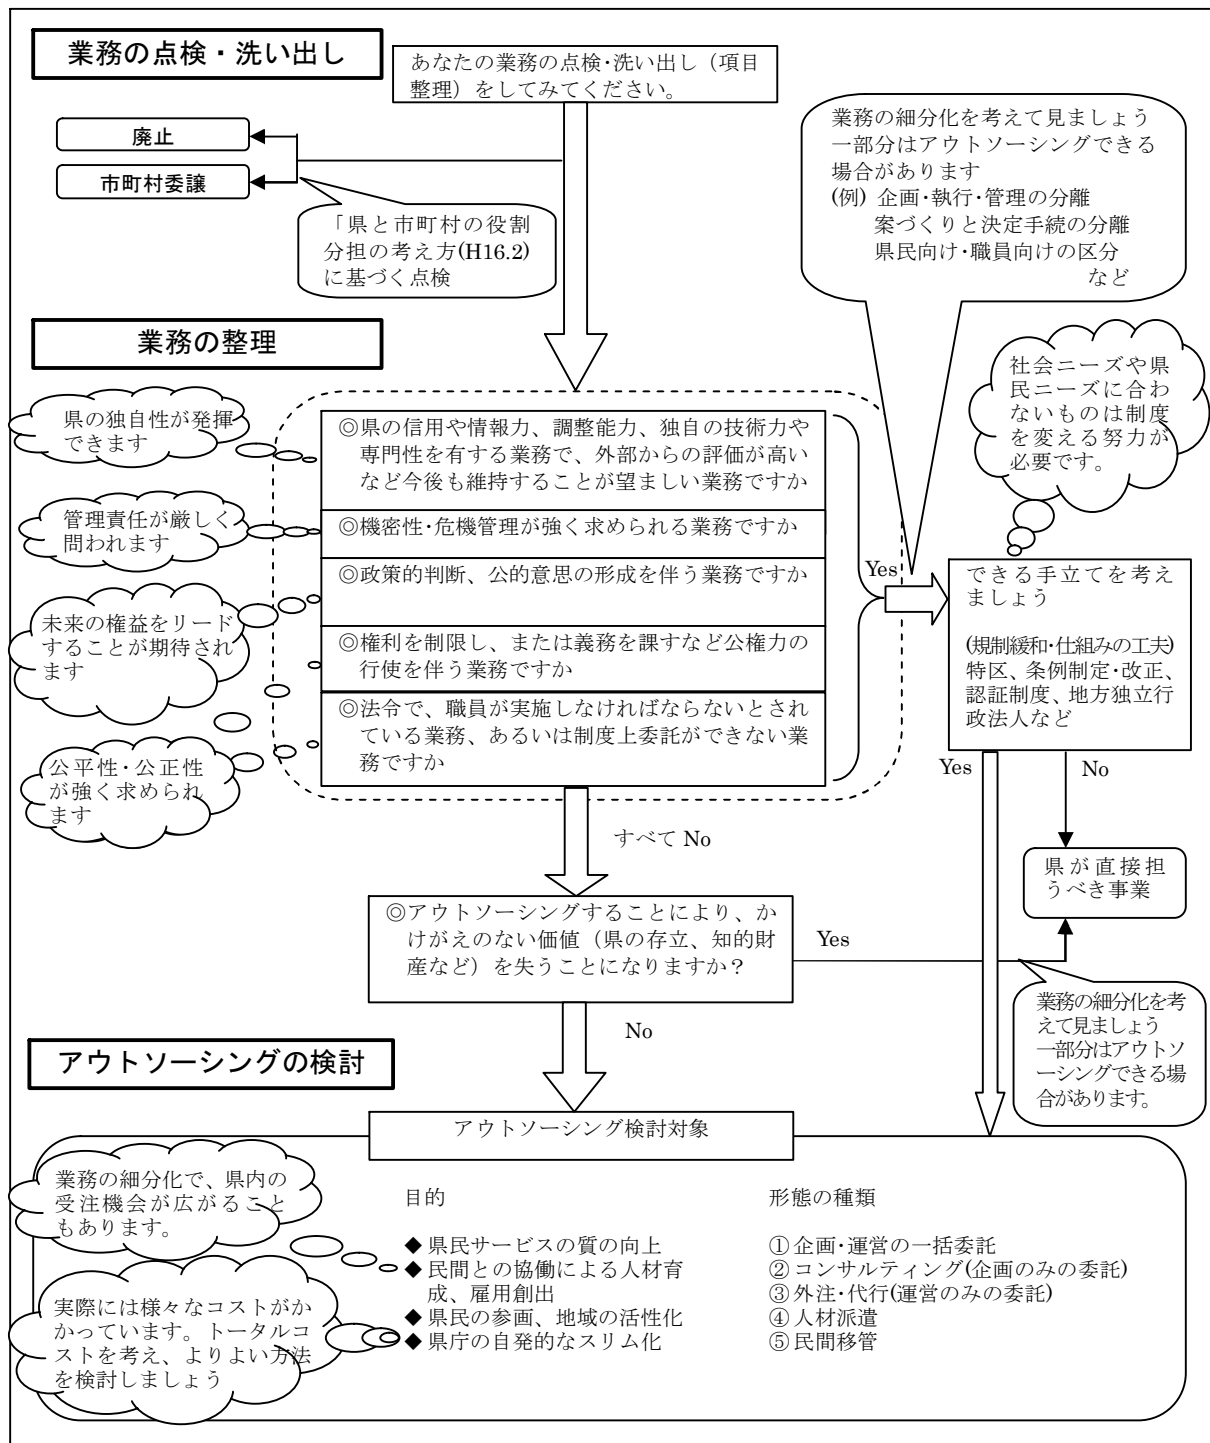 業務の点検・洗い出し
あなたの業務の点検・洗い出し（項目
整理）をしてみてください。
廃止
市町村委譲
「県と市町村の役割
分担の考え方(H16.2)
に基づく点検
業務の細分化を考えて見ましょう
一部分はアウトソーシングできる
場合があります
(例) 企画・執行・管理の分離
案づくりと決定手続の分離
県民向け・職員向けの区分
など
業務の整理
社会ニーズや県
民ニーズに合わ
ないものは制度
を変える努力が
必要です。
県の独自性が発揮
できます
管理責任が厳しく
問われます
未来の権益をリード
することが期待され
ます
公平性・公正性
が強く求められ
ます
◎県の信用や情報力、調整能力、独自の技術力や
専門性を有する業務で、外部からの評価が高い
など今後も維持することが望ましい業務ですか
◎機密性・危機管理が強く求められる業務ですか
◎政策的判断、公的意思の形成を伴う業務ですか
◎権利を制限し、または義務を課すなど公権力の
行使を伴う業務ですか
◎法令で、職員が実施しなければならないとされ
ている業務、あるいは制度上委託ができない業
務ですか
Yes
できる手立てを考え
ましょう
(規制緩和・仕組みの工夫)
特区、条例制定・改正、
認証制度、地方独立行
政法人など
Yes
No
すべて No
県が直接担
うべき事業
◎アウトソーシングすることにより、か
けがえのない価値（県の存立、知的財
産など）を失うことになりますか？
Yes
No
業務の細分化を考
えて見ましょう
一部分はアウトソ
ーシングできる場
合があります。
アウトソーシングの検討
アウトソーシング検討対象
業務の細分化で、県内の
受注機会が広がること
もあります。
実際には様々なコストがか
かっています。トータルコ
ストを考え、よりよい方法
を検討しましょう
目的
◆ 県民サービスの質の向上
◆ 民間との協働による人材育
成、雇用創出
◆ 県民の参画、地域の活性化
◆ 県庁の自発的なスリム化
形態の種類
①企画・運営の一括委託
②コンサルティング(企画のみの委託)
③外注・代行(運営のみの委託)
④人材派遣
⑤民間移管